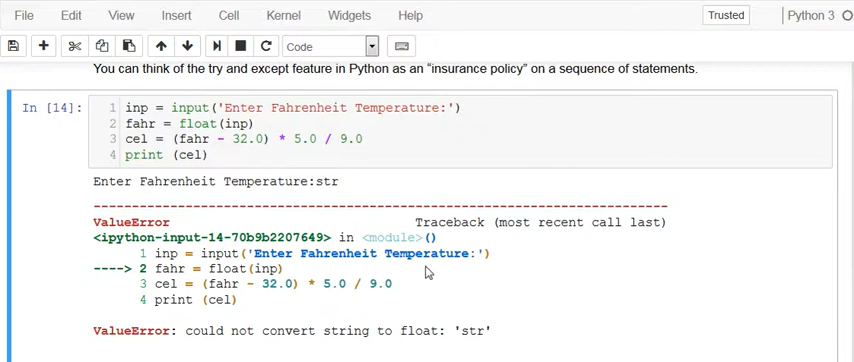 File Edit View Insert Cell Kernel Widgets Help Trusted Python 3
Code
You can think of the try and except feature in Python as an “insurance policy” on a sequence of statements.
In [14]: 1 inp = input('Enter Fahrenheit Temperature:')
2 fahr = float(inp)
3 cel = (fahr - 32.0) * 5.0 / 9.0
4 print (cel)
Enter Fahrenheit Temperature:str
---------------------------------------------------------------------------
ValueError Traceback (most recent call last)
<ipython-input-14-70b9b2207649> in <module>()
1 inp = input('Enter Fahrenheit Temperature:')
----> 2 fahr = float(inp)
3 cel = (fahr - 32.0) * 5.0 / 9.0
4 print (cel)
ValueError: could not convert string to float: 'str'